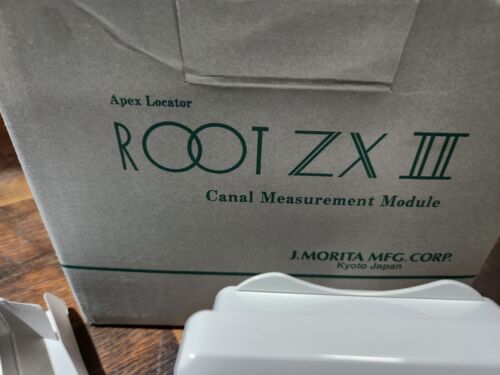 Apex Locator
ROOT ZX III
Canal Measurement Module
J. MORITA MFG. CORP.
Kyoto Japan